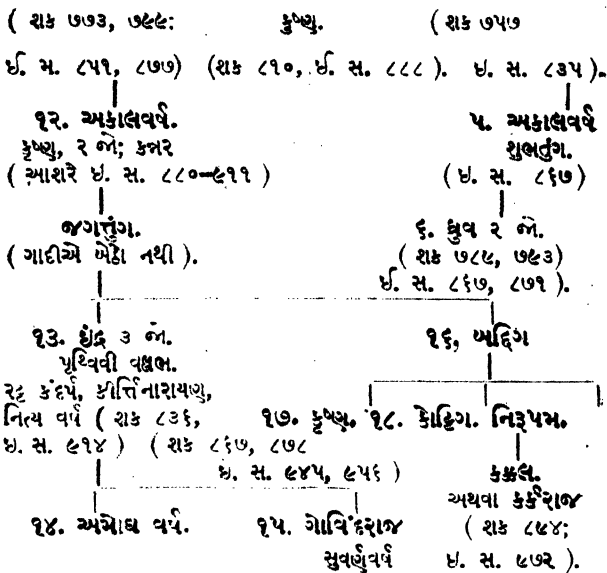 ( શક ૭૭૩, ૭૯૯: કૃષ્ણ. ( શક ૭૫૭
ઈ. મ. ૮૫૧, ૮૭૭) (શક ૮૧૦, ઈ. સ. ૮૮૮ ). ઇ. સ. ૮૩૫ ).
૧૨. અકાલવર્ષ. ૫. અકાલવર્ષ
કૃષ્ણ, ૨ જો; કન્નર શુભતુંગ.
( આશરે ઇ. સ. ૮૮૦–૯૧૧ ) ( ઇ. સ. ૮૬૭ )
જગત્તુંગ. ૬. ધ્રુવ ૨ જો.
( ગાદીએ બેઠો નથી ). ( શક ૭૮૯, ૭૯૩ )
ઈ. સ. ૮૬૭, ૮૭૧ ).
૧૩. ઇંદ્ર ૩ જો. ૧૬, બદ્દિગ
પૃથ્વિવી વલ્લભ.
રટ્ટ કંદર્પ, કીર્ત્તિનારાયણ,
નિત્ય વર્ષ ( શક ૮૩૬, ૧૭. કૃષ્ણ. ૧૮. કોટ્ટિગ. નિરૂપમ.
ઇ. સ. ૯૧૪ ) ( શક ૮૬૭, ૮૭૮
ઇ. સ. ૯૪૫, ૯૫૬ ) કક્કલ.
અથવા કર્કરાજ
૧૪. અમોઘ વર્ષ. ૧૫. ગોવિંદરાજ ( શક ૮૯૪;
સુવર્ણવર્ષ ઇ. સ. ૯૭૨ ).